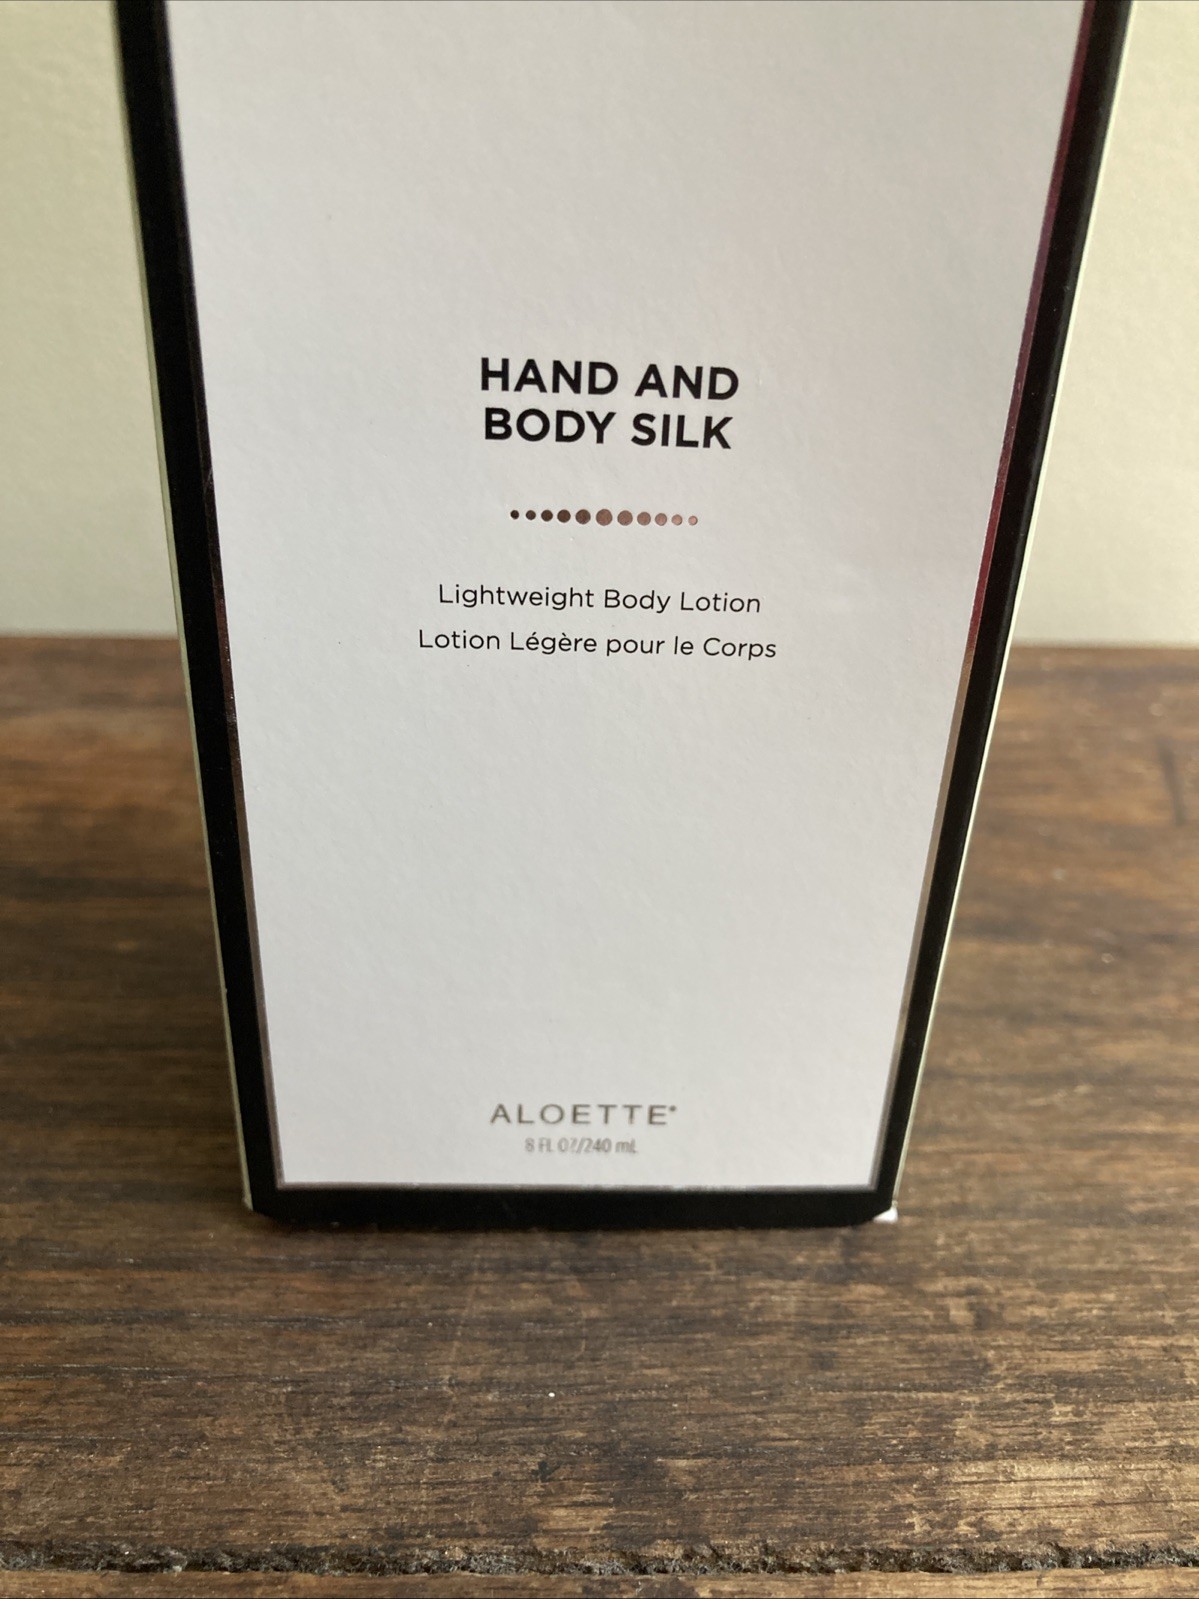 HAND AND
BODY SILK
Lightweight Body Lotion
Lotion Légère pour le Corps
ALOETTE®
8 FL OZ/240 mL